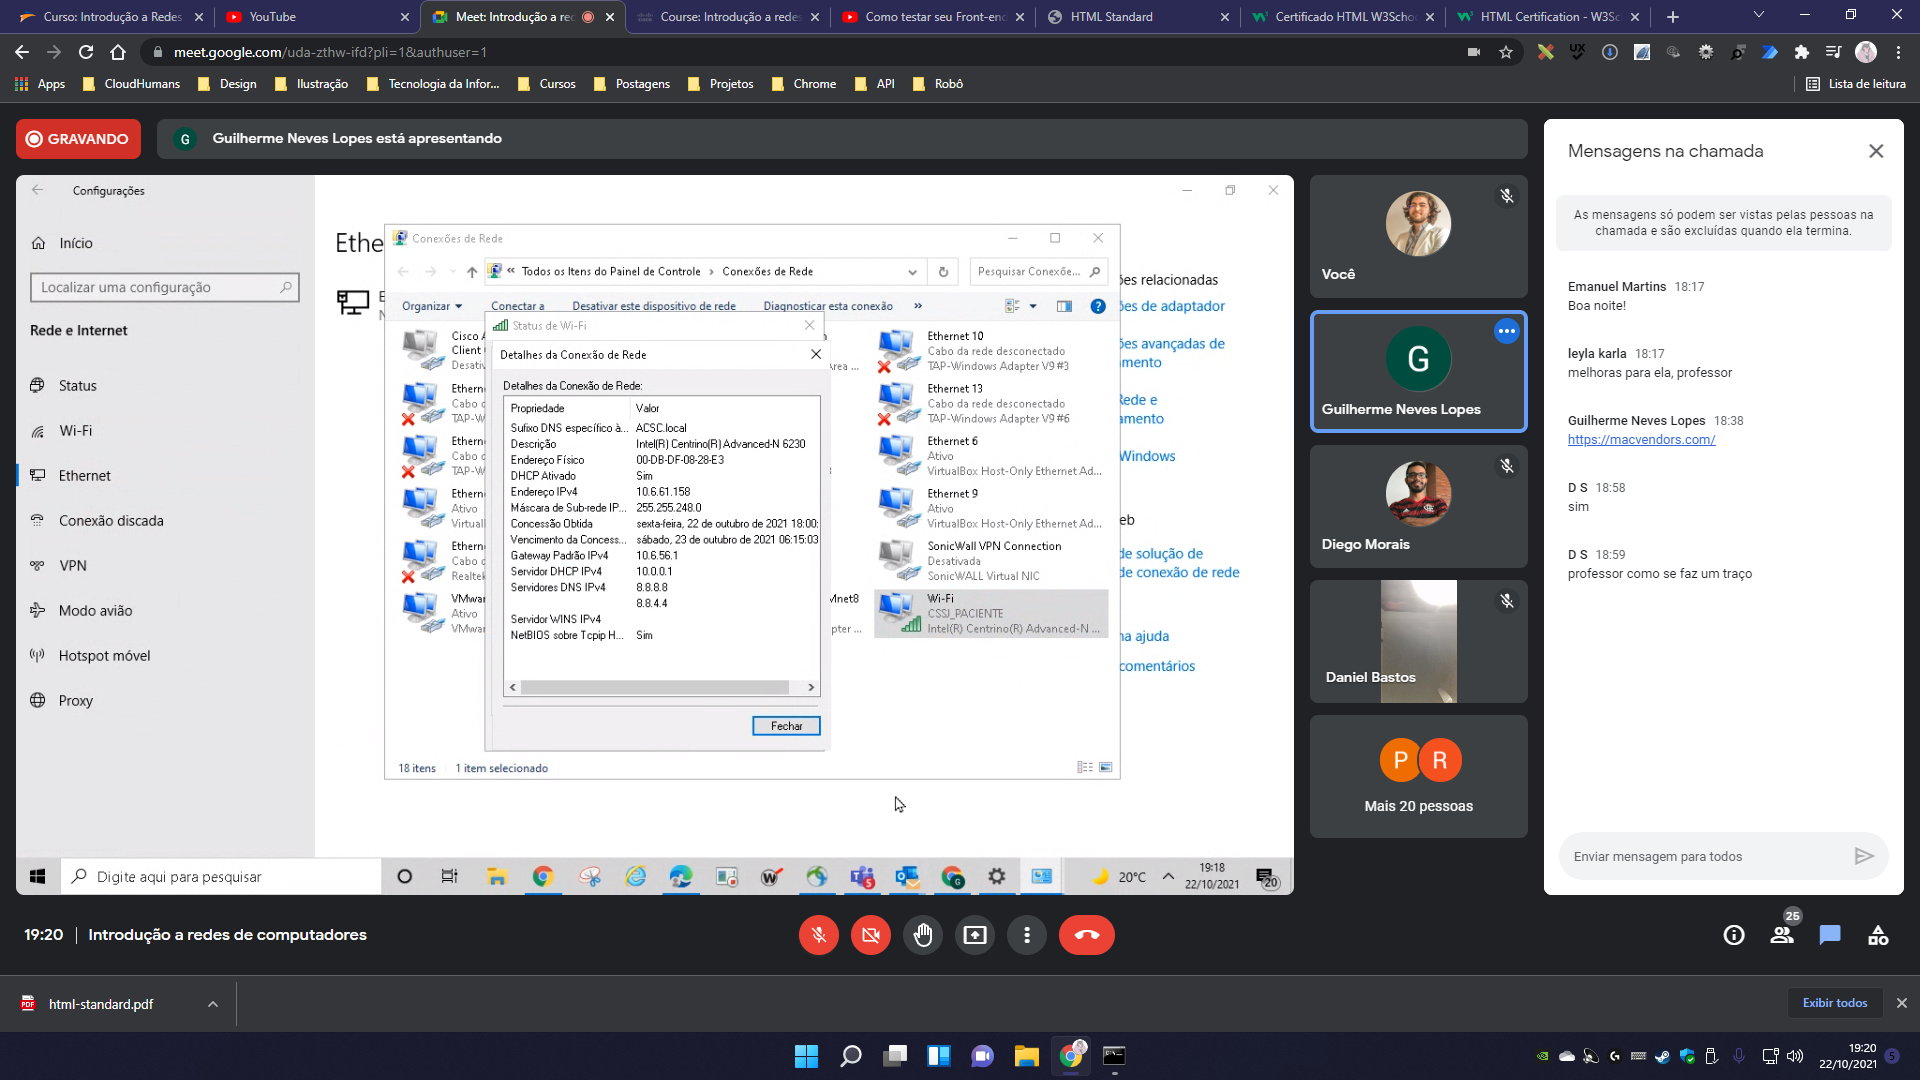 Curso: Introdução a Redes
YouTube
Meet: Introdução a rec
Course: Introdução a redes
Como testar seu Front-en
HTML Standard
Certificado HTML W3Scho
HTML Certification - W3Sc
meet.google.com/uda-zthw-ifd?pli=1&authuser=1
Apps
CloudHumans
Design
Ilustração
Tecnologia da Infor...
Cursos
Postagens
Projetos
Chrome
API
Robô
Lista de leitura
GRAVANDO
G
Guilherme Neves Lopes está apresentando
Configurações
Início
Localizar uma configuração
Rede e Internet
Status
Wi-Fi
Ethernet
Conexão discada
VPN
Modo avião
Hotspot móvel
Proxy
Ethe
Conexões de Rede
« Todos os Itens do Painel de Controle › Conexões de Rede
Pesquisar Conexõe...
Organizar
Conectar a
Desativar este dispositivo de rede
Diagnosticar esta conexão
»
Status de Wi-Fi
Detalhes da Conexão de Rede
Detalhes da Conexão de Rede:
Propriedade Valor
Sufixo DNS específico à... ACSC.local
Descrição Intel(R) Centrino(R) Advanced-N 6230
Endereço Físico 00-DB-DF-08-28-E3
DHCP Ativado Sim
Endereço IPv4 10.6.61.158
Máscara de Sub-rede IP... 255.255.248.0
Concessão Obtida sexta-feira, 22 de outubro de 2021 18:00:
Vencimento da Concess... sábado, 23 de outubro de 2021 06:15:03
Gateway Padrão IPv4 10.6.56.1
Servidor DHCP IPv4 10.0.0.1
Servidores DNS IPv4 8.8.8.8
8.8.4.4
Servidor WINS IPv4
NetBIOS sobre Tcpip H... Sim
Fechar
Cisco A
Client
Desativ
Ethern
Cabo o
TAP-W
Ethern
Cabo o
TAP-W
Ethern
Ativo
Virtuall
Ethern
Cabo o
Realtek
VMwar
Ativo
VMwar
Area ...
Mnet8
pter ...
Ethernet 10
Cabo da rede desconectado
TAP-Windows Adapter V9 #3
Ethernet 13
Cabo da rede desconectado
TAP-Windows Adapter V9 #6
Ethernet 6
Ativo
VirtualBox Host-Only Ethernet Ad...
Ethernet 9
Ativo
VirtualBox Host-Only Ethernet Ad...
SonicWall VPN Connection
Desativada
SonicWALL Virtual NIC
Wi-Fi
CSSJ_PACIENTE
Intel(R) Centrino(R) Advanced-N ...
18 itens
1 item selecionado
ões relacionadas
ões de adaptador
ões avançadas de
amento
Rede e
amento
Windows
eb
de solução de
de conexão de rede
na ajuda
comentários
Digite aqui para pesquisar
5
G
20°C
19:18
22/10/2021
20
Você
G
Guilherme Neves Lopes
Diego Morais
Daniel Bastos
P R
Mais 20 pessoas
Mensagens na chamada
As mensagens só podem ser vistas pelas pessoas na
chamada e são excluídas quando ela termina.
Emanuel Martins 18:17
Boa noite!
leyla karla 18:17
melhoras para ela, professor
Guilherme Neves Lopes 18:38
https://macvendors.com/
D S 18:58
sim
D S 18:59
professor como se faz um traço
Enviar mensagem para todos
19:20 | Introdução a redes de computadores
25
html-standard.pdf
Exibir todos
19:20
22/10/2021
5